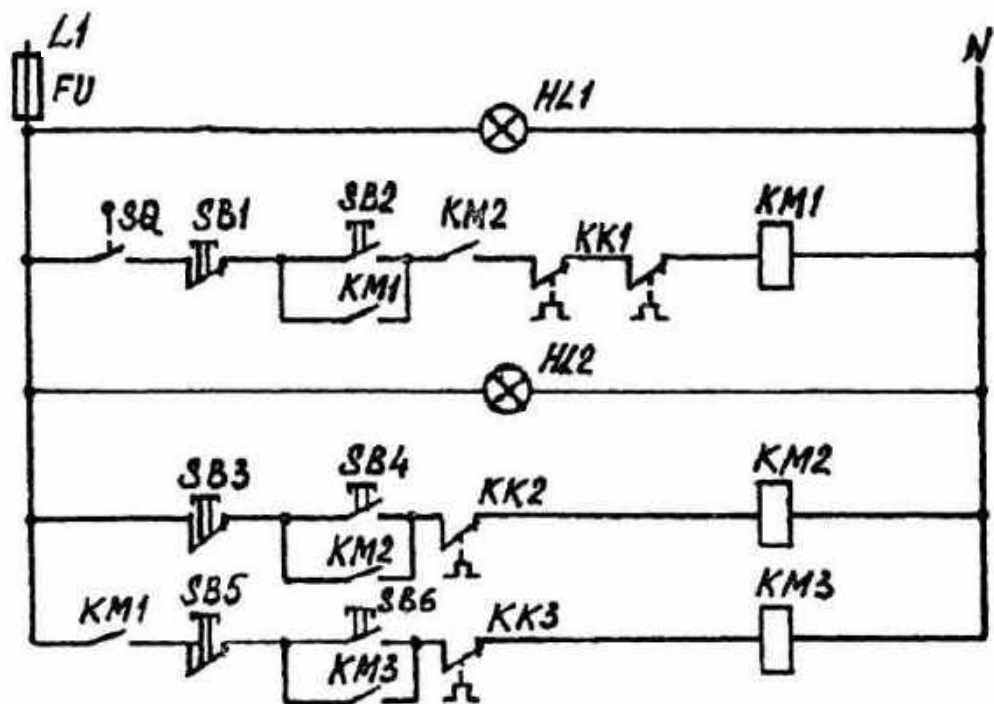 L1
N
FU
HL1
SQ
SB1
SB2
KM2
KK1
KM1
KM1
HL2
SB3
SB4
KK2
KM2
KM2
KM1
SB5
SB6
KK3
KM3
KM3